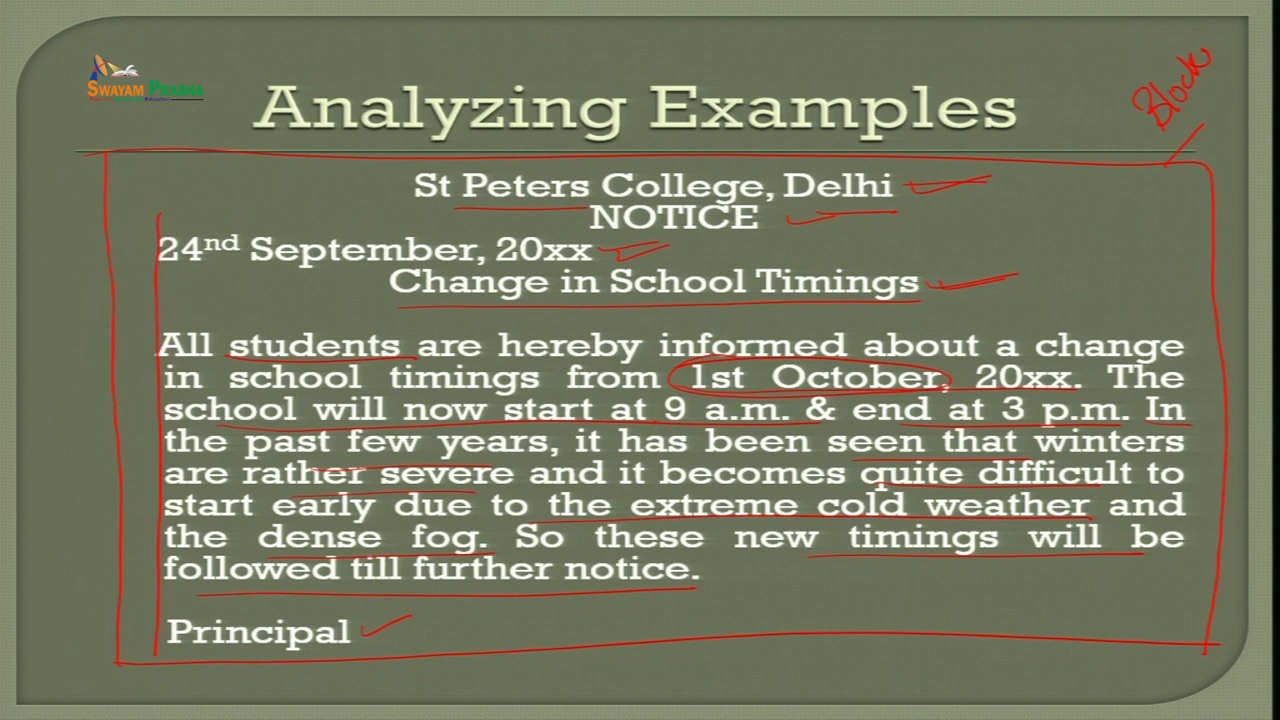 SWAYAM PRABHA
Block
Analyzing Examples
St Peters College, Delhi
NOTICE
24nd September, 20xx
Change in School Timings
All students are hereby informed about a change
in school timings from 1st October, 20xx. The
school will now start at 9 a.m. & end at 3 p.m. In
the past few years, it has been seen that winters
are rather severe and it becomes quite difficult to
start early due to the extreme cold weather and
the dense fog. So these new timings will be
followed till further notice.
Principal